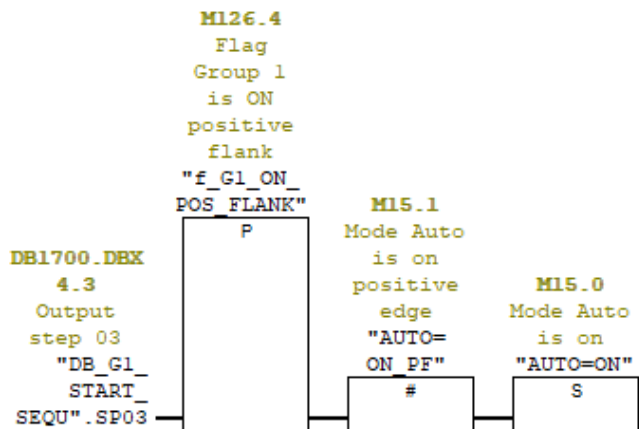 M126.4
Flag
Group 1
is ON
positive
flank
"f_G1_ON_
POS_FLANK"
P
DB1700.DBX
4.3
Output
step 03
"DB_G1_
START_
SEQU".SP03
M15.1
Mode Auto
is on
positive
edge
"AUTO=
ON_PF"
#
M15.0
Mode Auto
is on
"AUTO=ON"
S